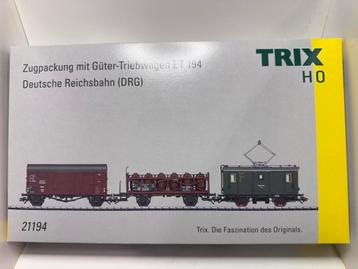 Zugpackung mit Güter-Triebwagen ET 194
Deutsche Reichsbahn (DRG)
TRIX
H0
21194
Trix. Die Faszination des Originals.